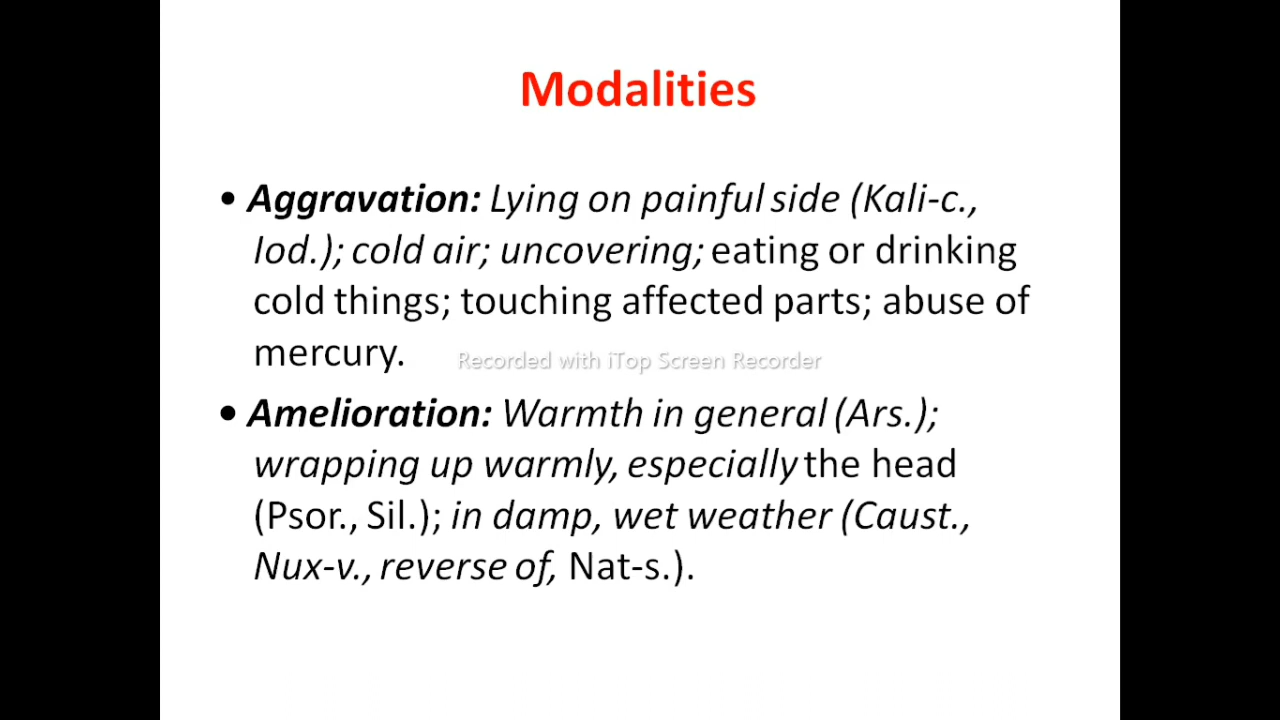 Modalities
• Aggravation: Lying on painful side (Kali-c.,
Iod.); cold air; uncovering; eating or drinking
cold things; touching affected parts; abuse of
mercury.
Recorded with iTop Screen Recorder
• Amelioration: Warmth in general (Ars.);
wrapping up warmly, especially the head
(Psor., Sil.); in damp, wet weather (Caust.,
Nux-v., reverse of, Nat-s.).